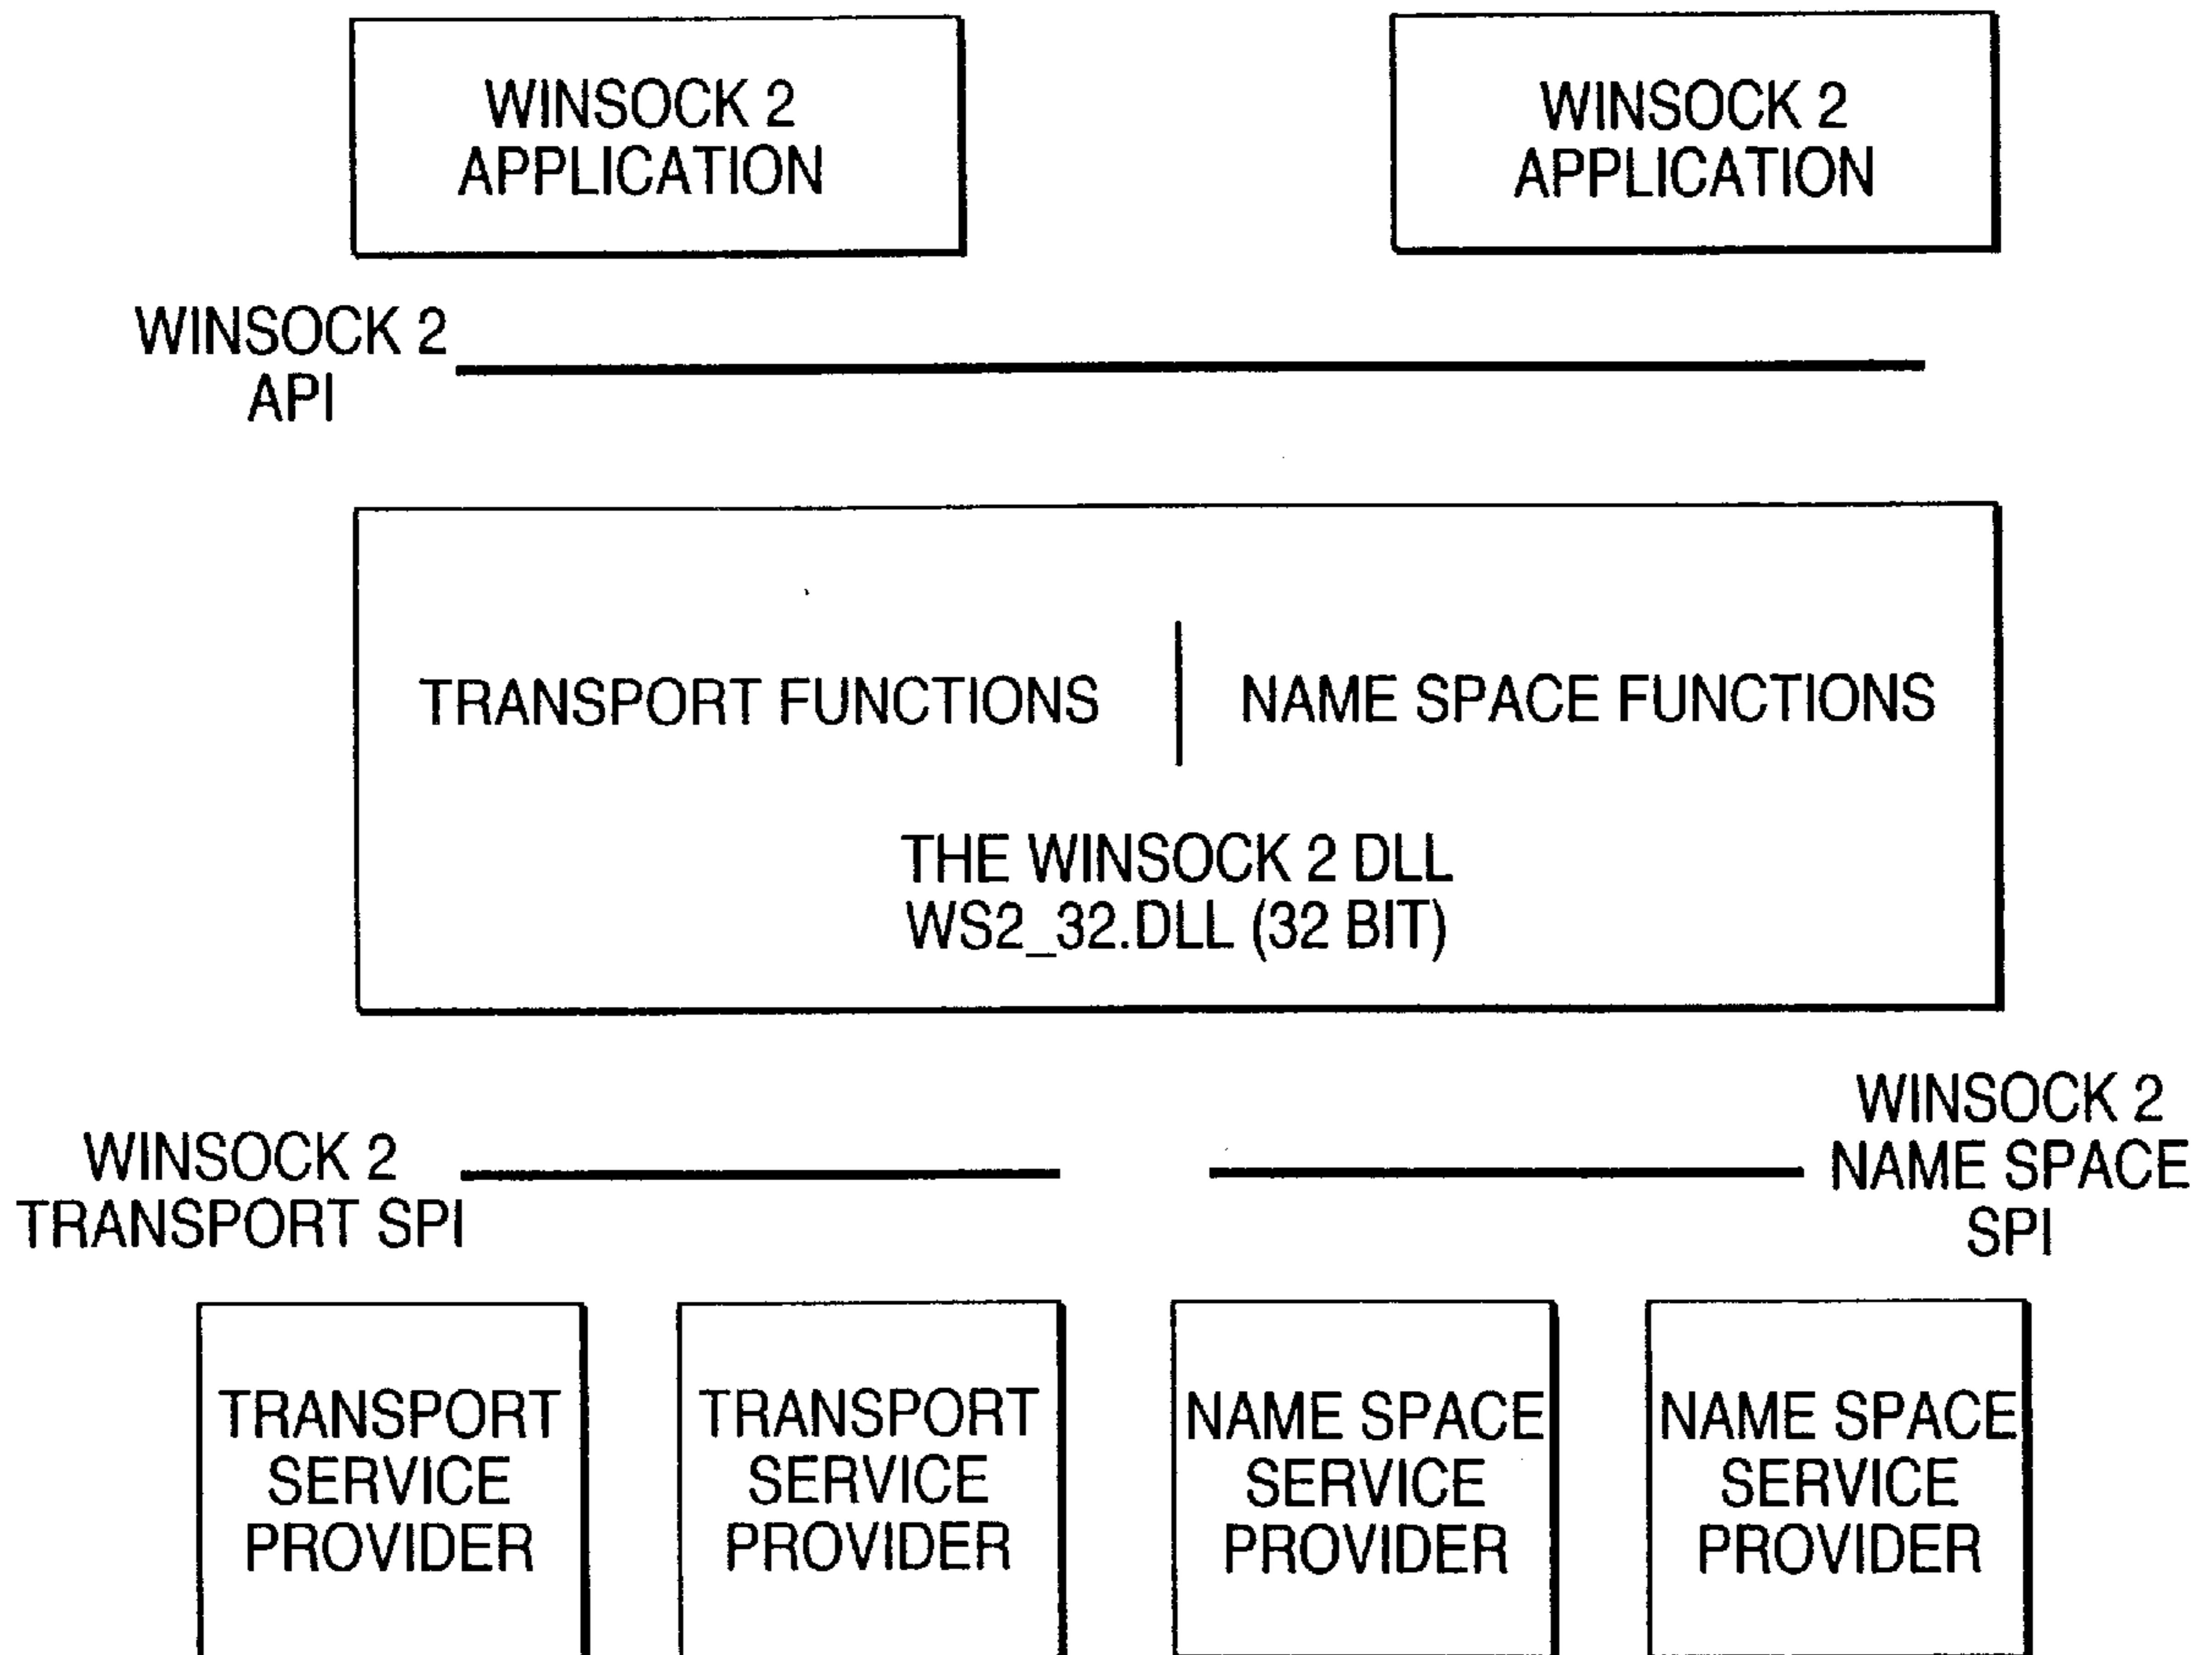 WINSOCK 2
APPLICATION
WINSOCK 2
APPLICATION
WINSOCK 2
API
TRANSPORT FUNCTIONS
NAME SPACE FUNCTIONS
THE WINSOCK 2 DLL
WS2_32.DLL (32 BIT)
WINSOCK 2
TRANSPORT SPI
WINSOCK 2
NAME SPACE
SPI
TRANSPORT
SERVICE
PROVIDER
TRANSPORT
SERVICE
PROVIDER
NAME SPACE
SERVICE
PROVIDER
NAME SPACE
SERVICE
PROVIDER